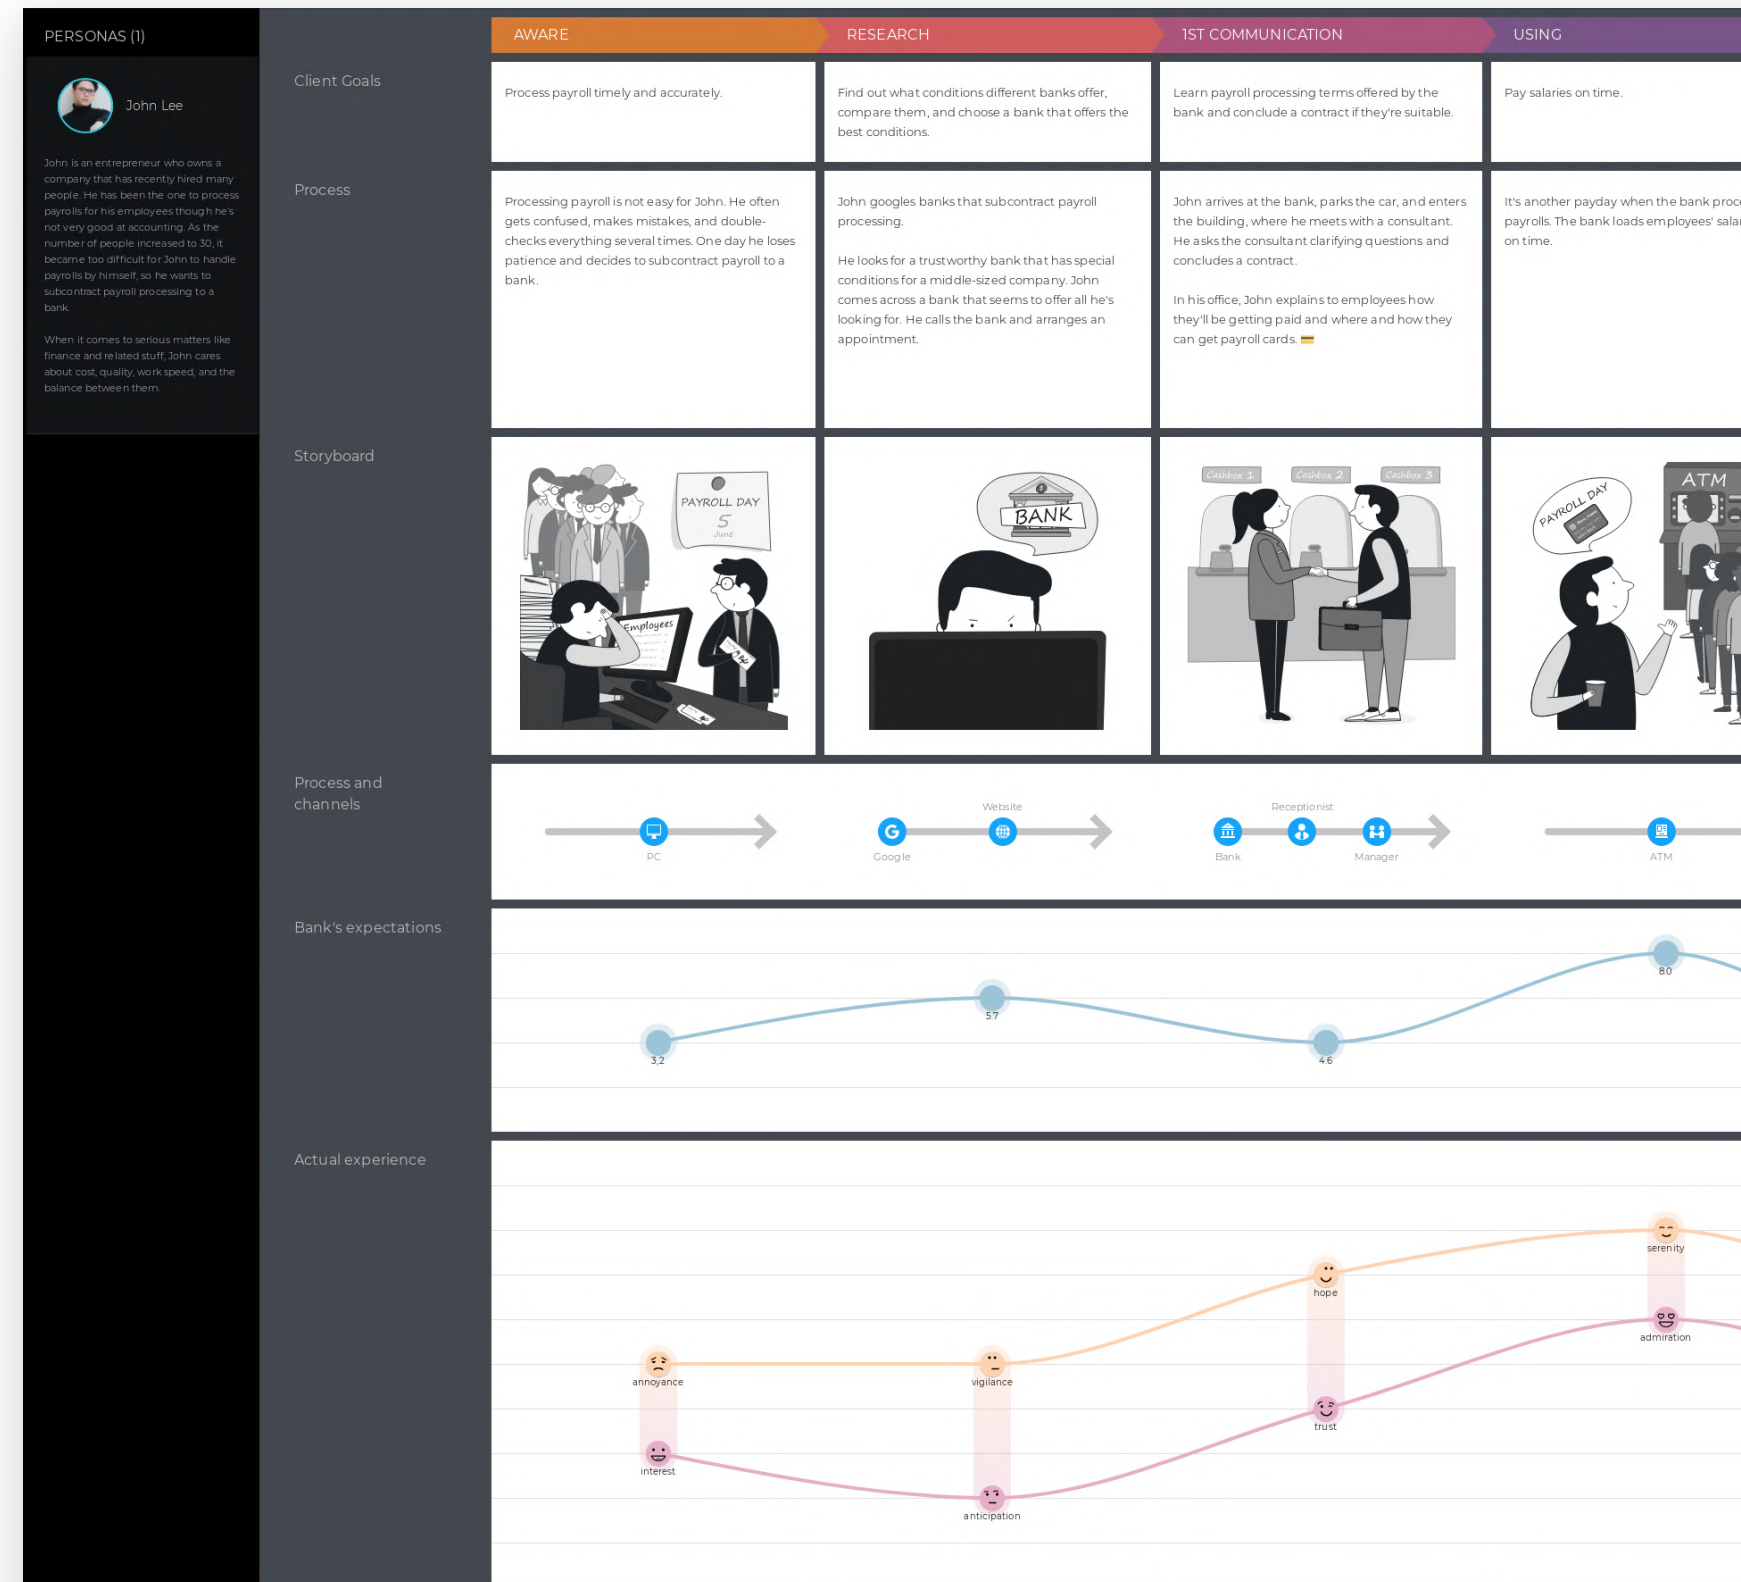 PERSONAS (1)
John Lee
John is an entrepreneur who owns a
company that has recently hired many
people. He has been the one to process
payrolls for his employees though he's
not very good at accounting. As the
number of people increased to 30, it
became too difficult for John to handle
payrolls by himself, so he wants to
subcontract payroll processing to a
bank.
When it comes to serious matters like
finance and related stuff, John cares
about cost, quality, work speed, and the
balance between them.
AWARE
RESEARCH
1ST COMMUNICATION
USING
Client Goals
Process payroll timely and accurately.
Find out what conditions different banks offer,
compare them, and choose a bank that offers the
best conditions.
Learn payroll processing terms offered by the
bank and conclude a contract if they're suitable.
Pay salaries on time.
Process
Processing payroll is not easy for John. He often
gets confused, makes mistakes, and double-
checks everything several times. One day he loses
patience and decides to subcontract payroll to a
bank.
John googles banks that subcontract payroll
processing.
He looks for a trustworthy bank that has special
conditions for a middle-sized company. John
comes across a bank that seems to offer all he's
looking for. He calls the bank and arranges an
appointment.
John arrives at the bank, parks the car, and enters
the building, where he meets with a consultant.
He asks the consultant clarifying questions and
concludes a contract.
In his office, John explains to employees how
they'll be getting paid and where and how they
can get payroll cards. 💳
It's another payday when the bank proc
payrolls. The bank loads employees' sala
on time.
Storyboard
PAYROLL DAY
5
June
Employees
BANK
Cashbox 1
Cashbox 2
Cashbox 3
PAYROLL DAY
ATM
Process and
channels
PC
Google
Website
Bank
Receptionist
Manager
ATM
Bank's expectations
3,2
5.7
4.6
8.0
Actual experience
annoyance
vigilance
hope
serenity
interest
anticipation
trust
admiration